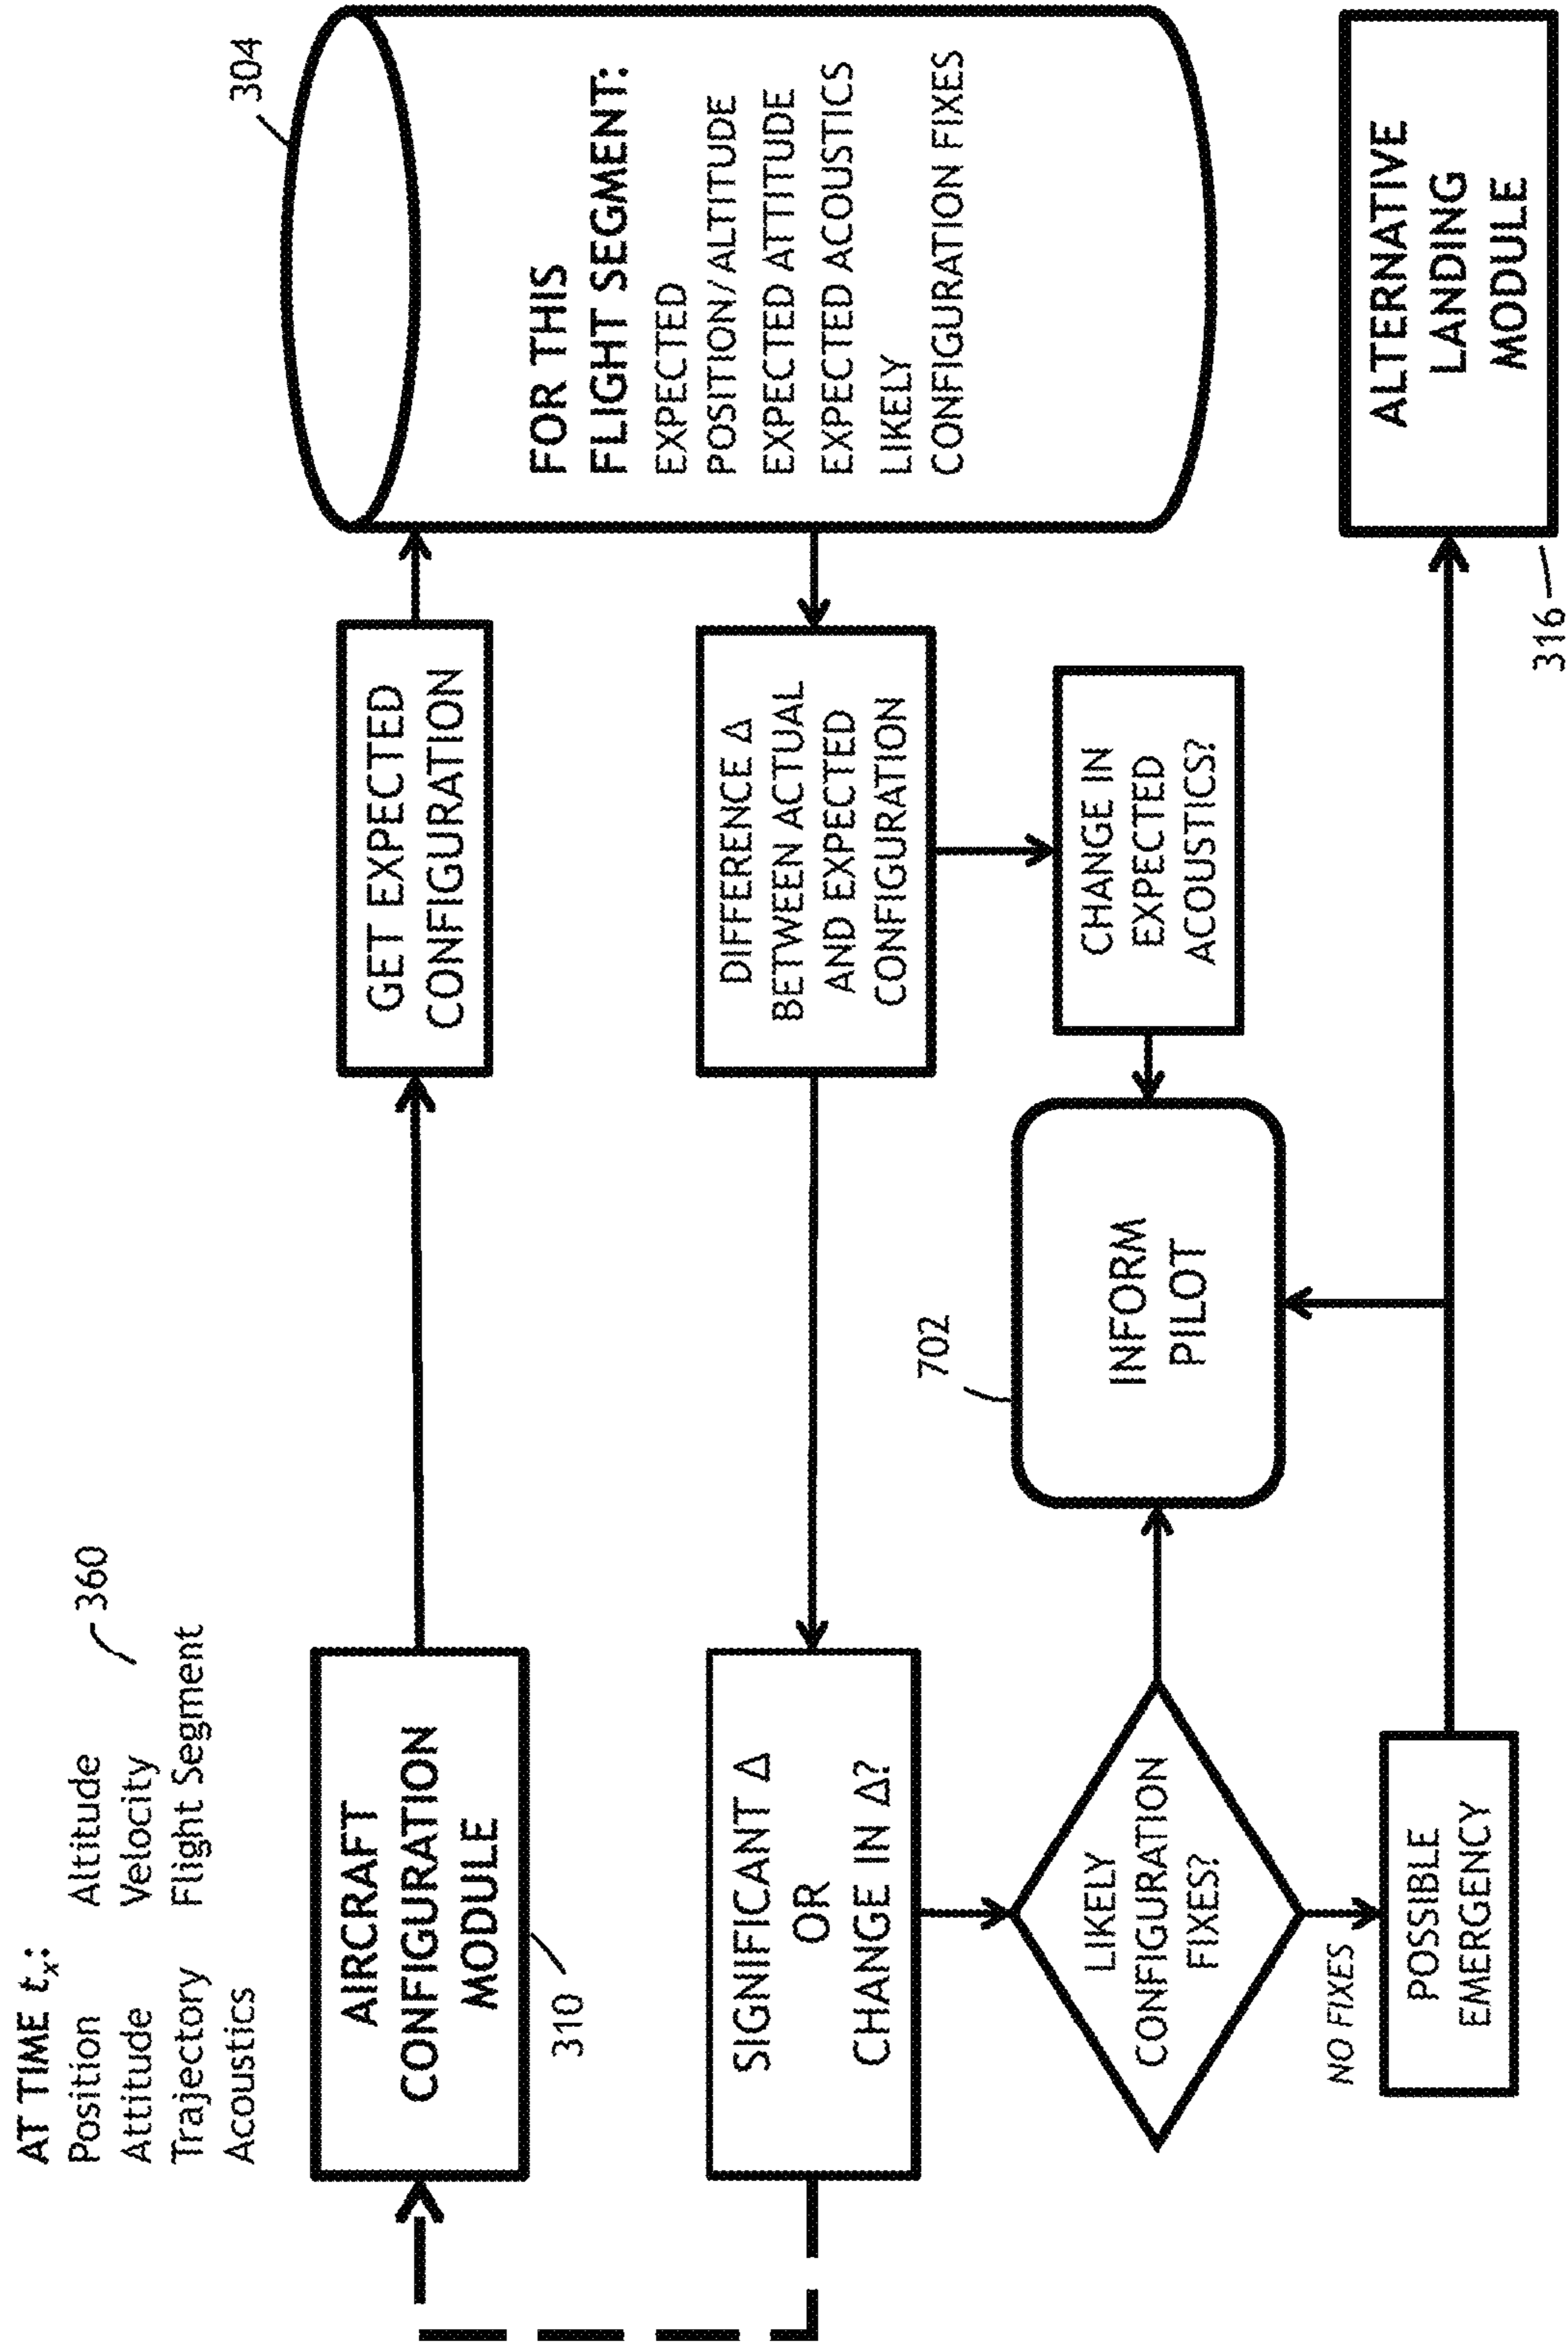 AT TIME tx:
Position Altitude
Attitude Velocity
Trajectory Flight Segment
Acoustics
360
AIRCRAFT
CONFIGURATION
MODULE
310
GET EXPECTED
CONFIGURATION
304
FOR THIS
FLIGHT SEGMENT:
EXPECTED
POSITION/ALTITUDE
EXPECTED ATTITUDE
EXPECTED ACOUSTICS
LIKELY
CONFIGURATION FIXES
SIGNIFICANT Δ
OR
CHANGE IN Δ?
DIFFERENCE Δ
BETWEEN ACTUAL
AND EXPECTED
CONFIGURATION
LIKELY
CONFIGURATION
FIXES?
702
INFORM
PILOT
CHANGE IN
EXPECTED
ACOUSTICS?
NO FIXES
POSSIBLE
EMERGENCY
ALTERNATIVE
LANDING
MODULE
316